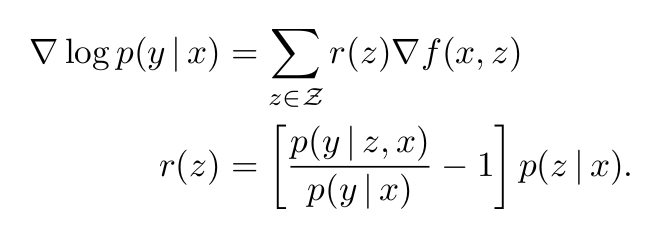 ∇ log p(y | x) = ∑_{z∈𝒵} r(z)∇f(x, z)
r(z) = [p(y | z, x) / p(y | x) − 1] p(z | x).